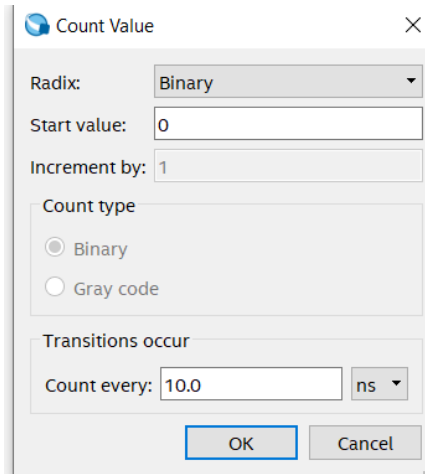 Count Value
Radix: Binary
Start value: 0
Increment by: 1
Count type
Binary
Gray code
Transitions occur
Count every: 10.0 ns
OK Cancel